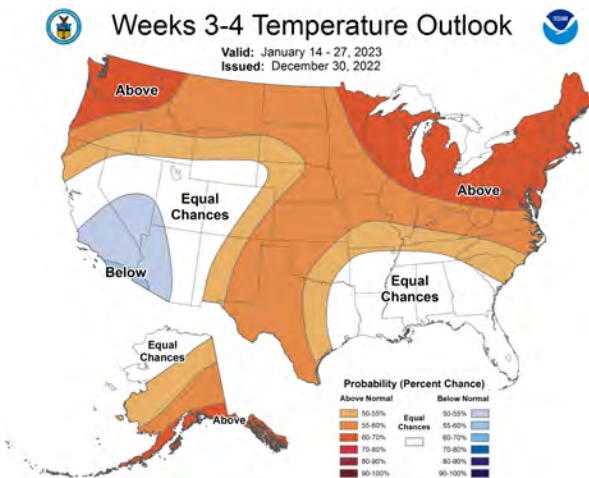 Weeks 3-4 Temperature Outlook
Valid: January 14 - 27, 2023
Issued: December 30, 2022
Above
Above
Equal
Chances
Below
Equal
Chances
Equal
Chances
Above
Probability (Percent Chance)
Above Normal
50-55%
55-60%
60-70%
70-80%
80-90%
90-100%
Equal
Chances
Below Normal
50-55%
55-60%
60-70%
70-80%
80-90%
90-100%